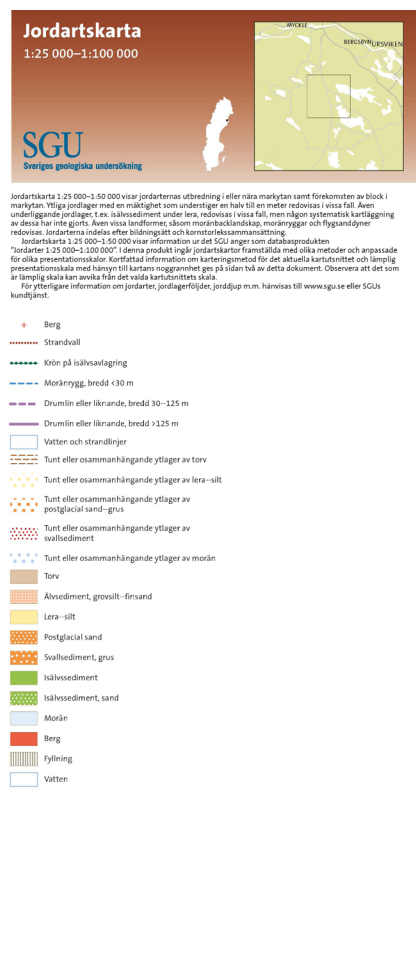 Jordartskarta
1:25 000–1:100 000
MYCKLE
BERGSBYN
URSVIKEN
SGU
Sveriges geologiska undersökning
Jordartskarta 1:25 000–1:50 000 visar jordarternas utbredning i eller nära markytan samt förekomsten av block i
markytan. Ytliga jordlager med en mäktighet som understiger en halv till en meter redovisas i vissa fall. Även
underliggande jordlager, t.ex. isälvssediment under lera, redovisas i vissa fall, men någon systematisk kartläggning
av dessa har inte gjorts. Även vissa landformer, såsom moränbacklandskap, moränryggar och flygsanddyner
redovisas. Jordarterna indelas efter bildningsätt och kornstorlekssammansättning.
Jordartskarta 1:25 000–1:50 000 visar information ur det SGU anger som databasprodukten
”Jordarter 1:25 000–1:100 000”. I denna produkt ingår jordartskartor framställda med olika metoder och anpassade
för olika presentationsskalor. Kortfattad information om karteringsmetod för det aktuella kartutsnittet och lämplig
presentationsskala med hänsyn till kartans noggrannhet ges på sidan två av detta dokument. Observera att det som
är lämplig skala kan avvika från det valda kartutsnittets skala.
För ytterligare information om jordarter, jordlagerföljder, jorddjup m.m. hänvisas till www.sgu.se eller SGUs
kundtjänst.
Berg
Strandvall
Krön på isälvsavlagring
Moränrygg, bredd <30 m
Drumlin eller liknande, bredd 30--125 m
Drumlin eller liknande, bredd >125 m
Vatten och strandlinjer
Tunt eller osammanhängande ytlager av torv
Tunt eller osammanhängande ytlager av lera--silt
Tunt eller osammanhängande ytlager av
postglacial sand--grus
Tunt eller osammanhängande ytlager av
svallsediment
Tunt eller osammanhängande ytlager av morän
Torv
Älvsediment, grovsilt--finsand
Lera--silt
Postglacial sand
Svallsediment, grus
Isälvssediment
Isälvssediment, sand
Morän
Berg
Fyllning
Vatten